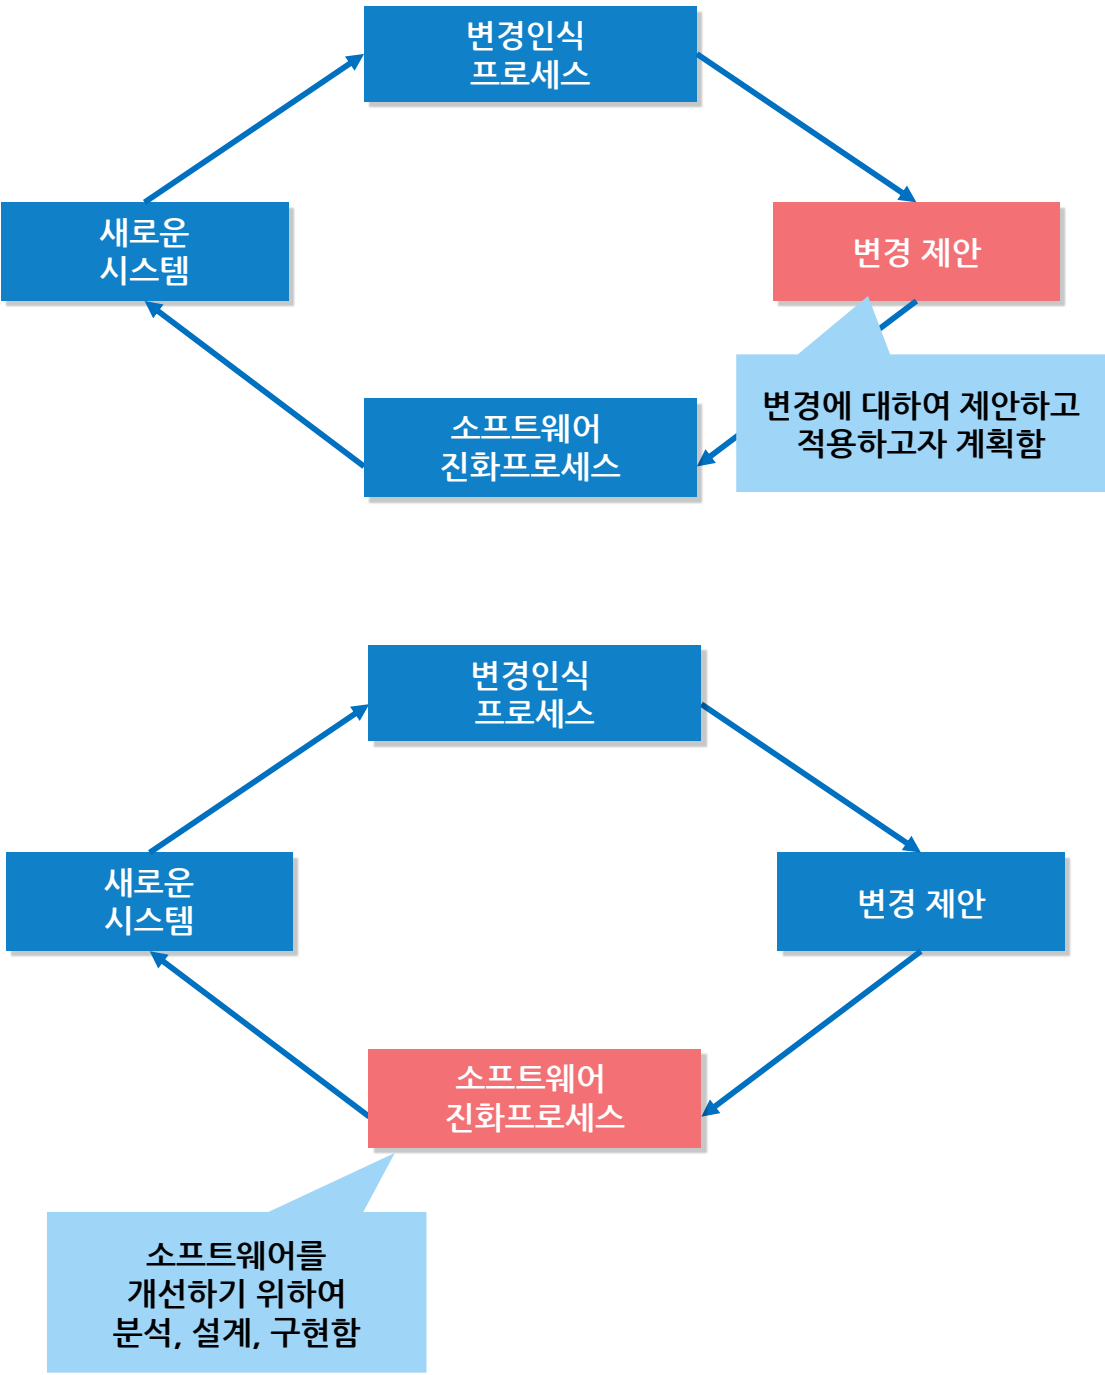 변경인식
프로세스
새로운
시스템
변경 제안
변경에 대하여 제안하고
적용하고자 계획함
소프트웨어
진화프로세스
변경인식
프로세스
새로운
시스템
변경 제안
소프트웨어
진화프로세스
소프트웨어를
개선하기 위하여
분석, 설계, 구현함